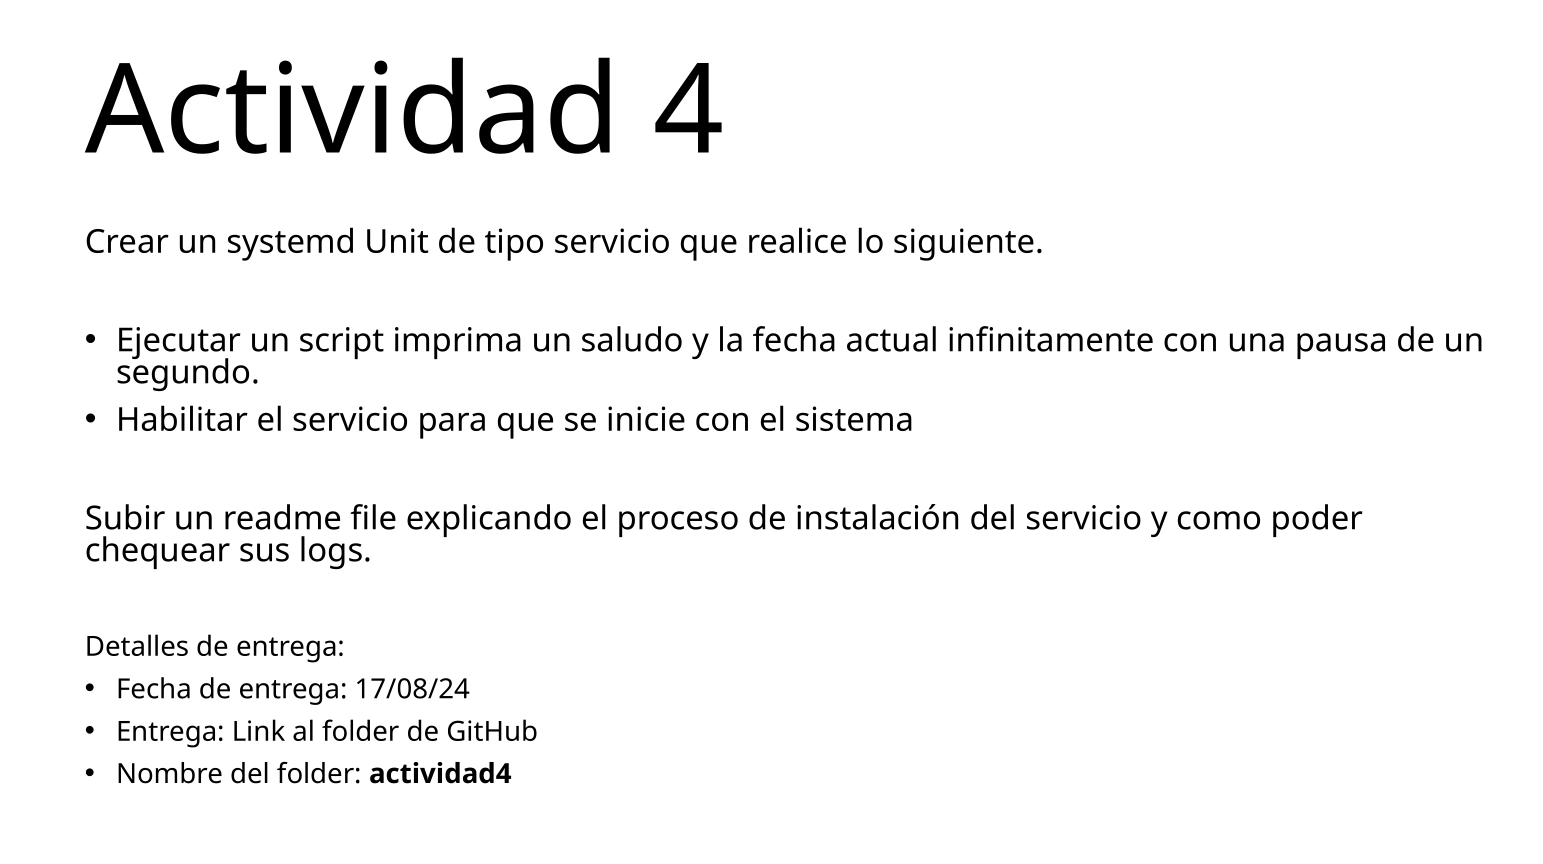 Actividad 4
Crear un systemd Unit de tipo servicio que realice lo siguiente.
• Ejecutar un script imprima un saludo y la fecha actual infinitamente con una pausa de un
segundo.
• Habilitar el servicio para que se inicie con el sistema
Subir un readme file explicando el proceso de instalación del servicio y como poder
chequear sus logs.
Detalles de entrega:
• Fecha de entrega: 17/08/24
• Entrega: Link al folder de GitHub
• Nombre del folder: actividad4